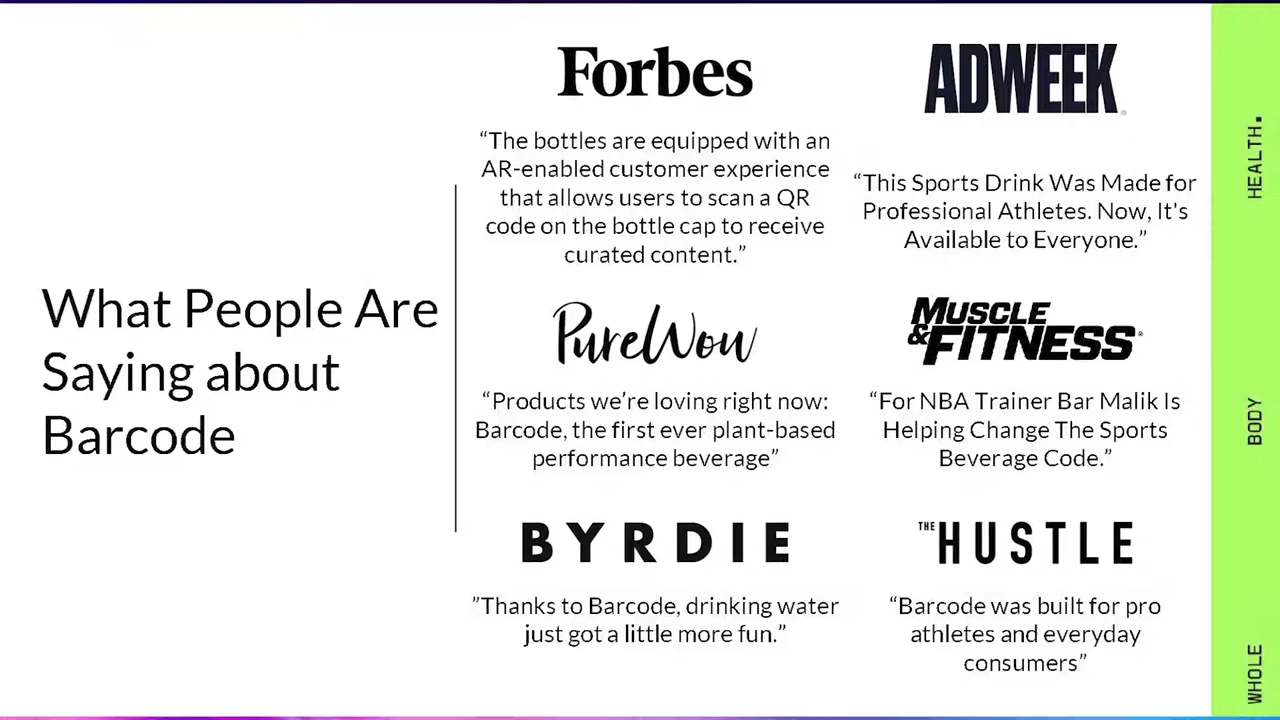 What People Are
Saying about
Barcode
Forbes
“The bottles are equipped with an
AR-enabled customer experience
that allows users to scan a QR
code on the bottle cap to receive
curated content.”
ADWEEK
“This Sports Drink Was Made for
Professional Athletes. Now, It's
Available to Everyone.”
PureWow
“Products we’re loving right now:
Barcode, the first ever plant-based
performance beverage”
MUSCLE
&FITNESS
“For NBA Trainer Bar Malik Is
Helping Change The Sports
Beverage Code.”
BYRDIE
”Thanks to Barcode, drinking water
just got a little more fun.”
THE HUSTLE
“Barcode was built for pro
athletes and everyday
consumers”
WHOLE BODY HEALTH.